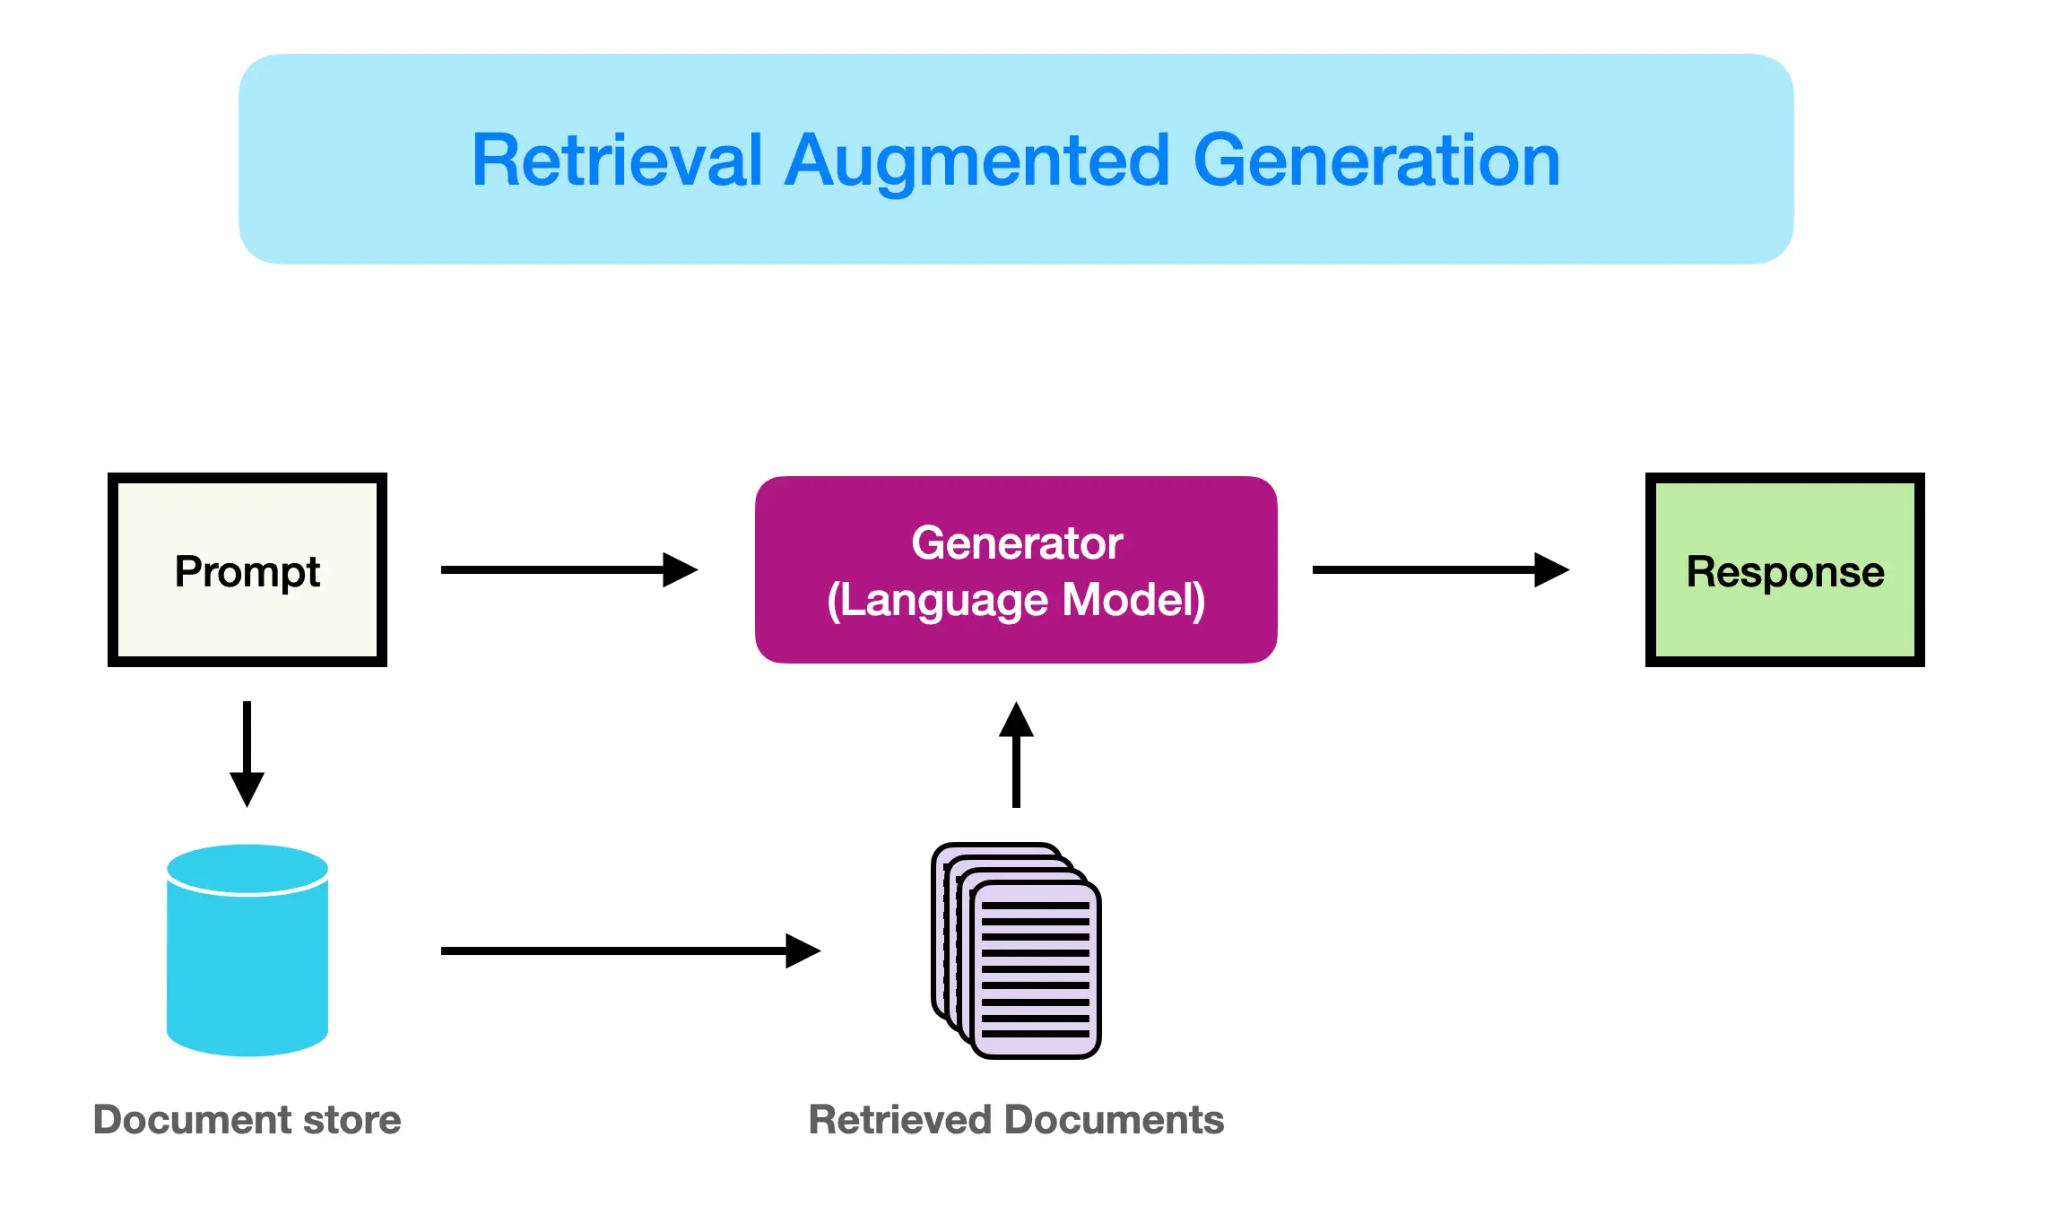 Retrieval Augmented Generation
Prompt
Generator
(Language Model)
Response
Document store
Retrieved Documents